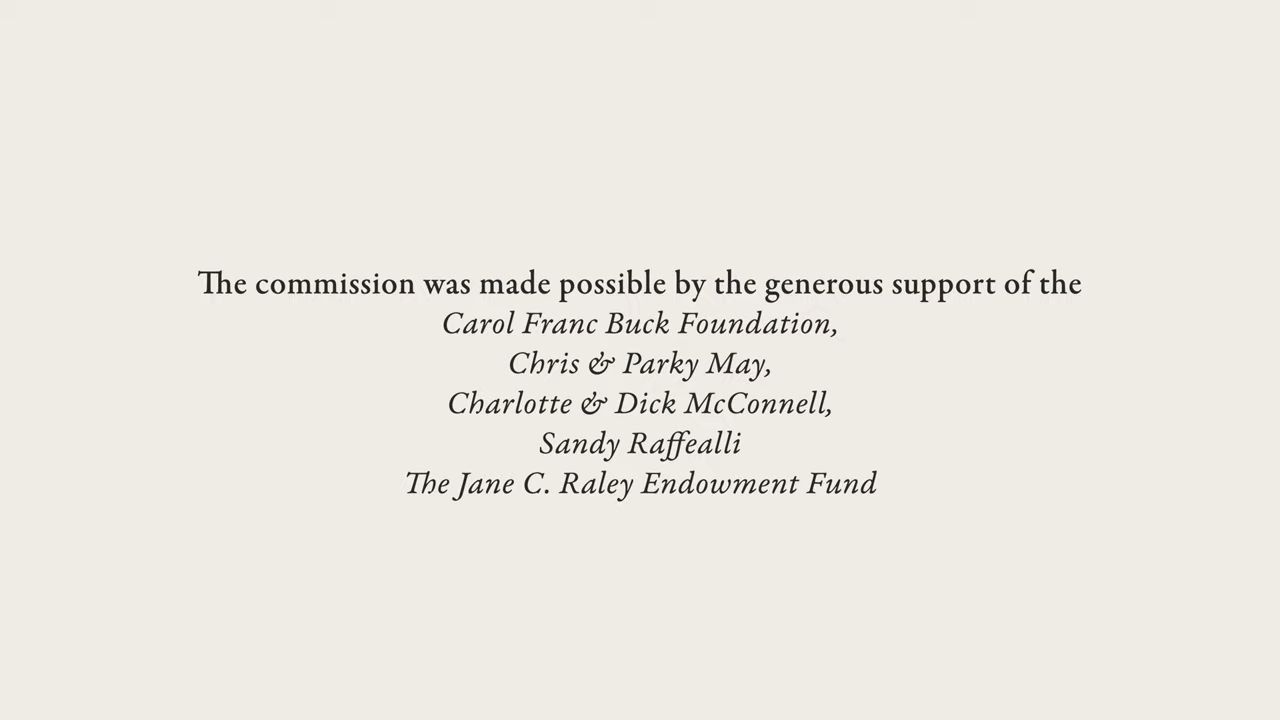 The commission was made possible by the generous support of the
Carol Franc Buck Foundation,
Chris & Parky May,
Charlotte & Dick McConnell,
Sandy Raffealli
The Jane C. Raley Endowment Fund